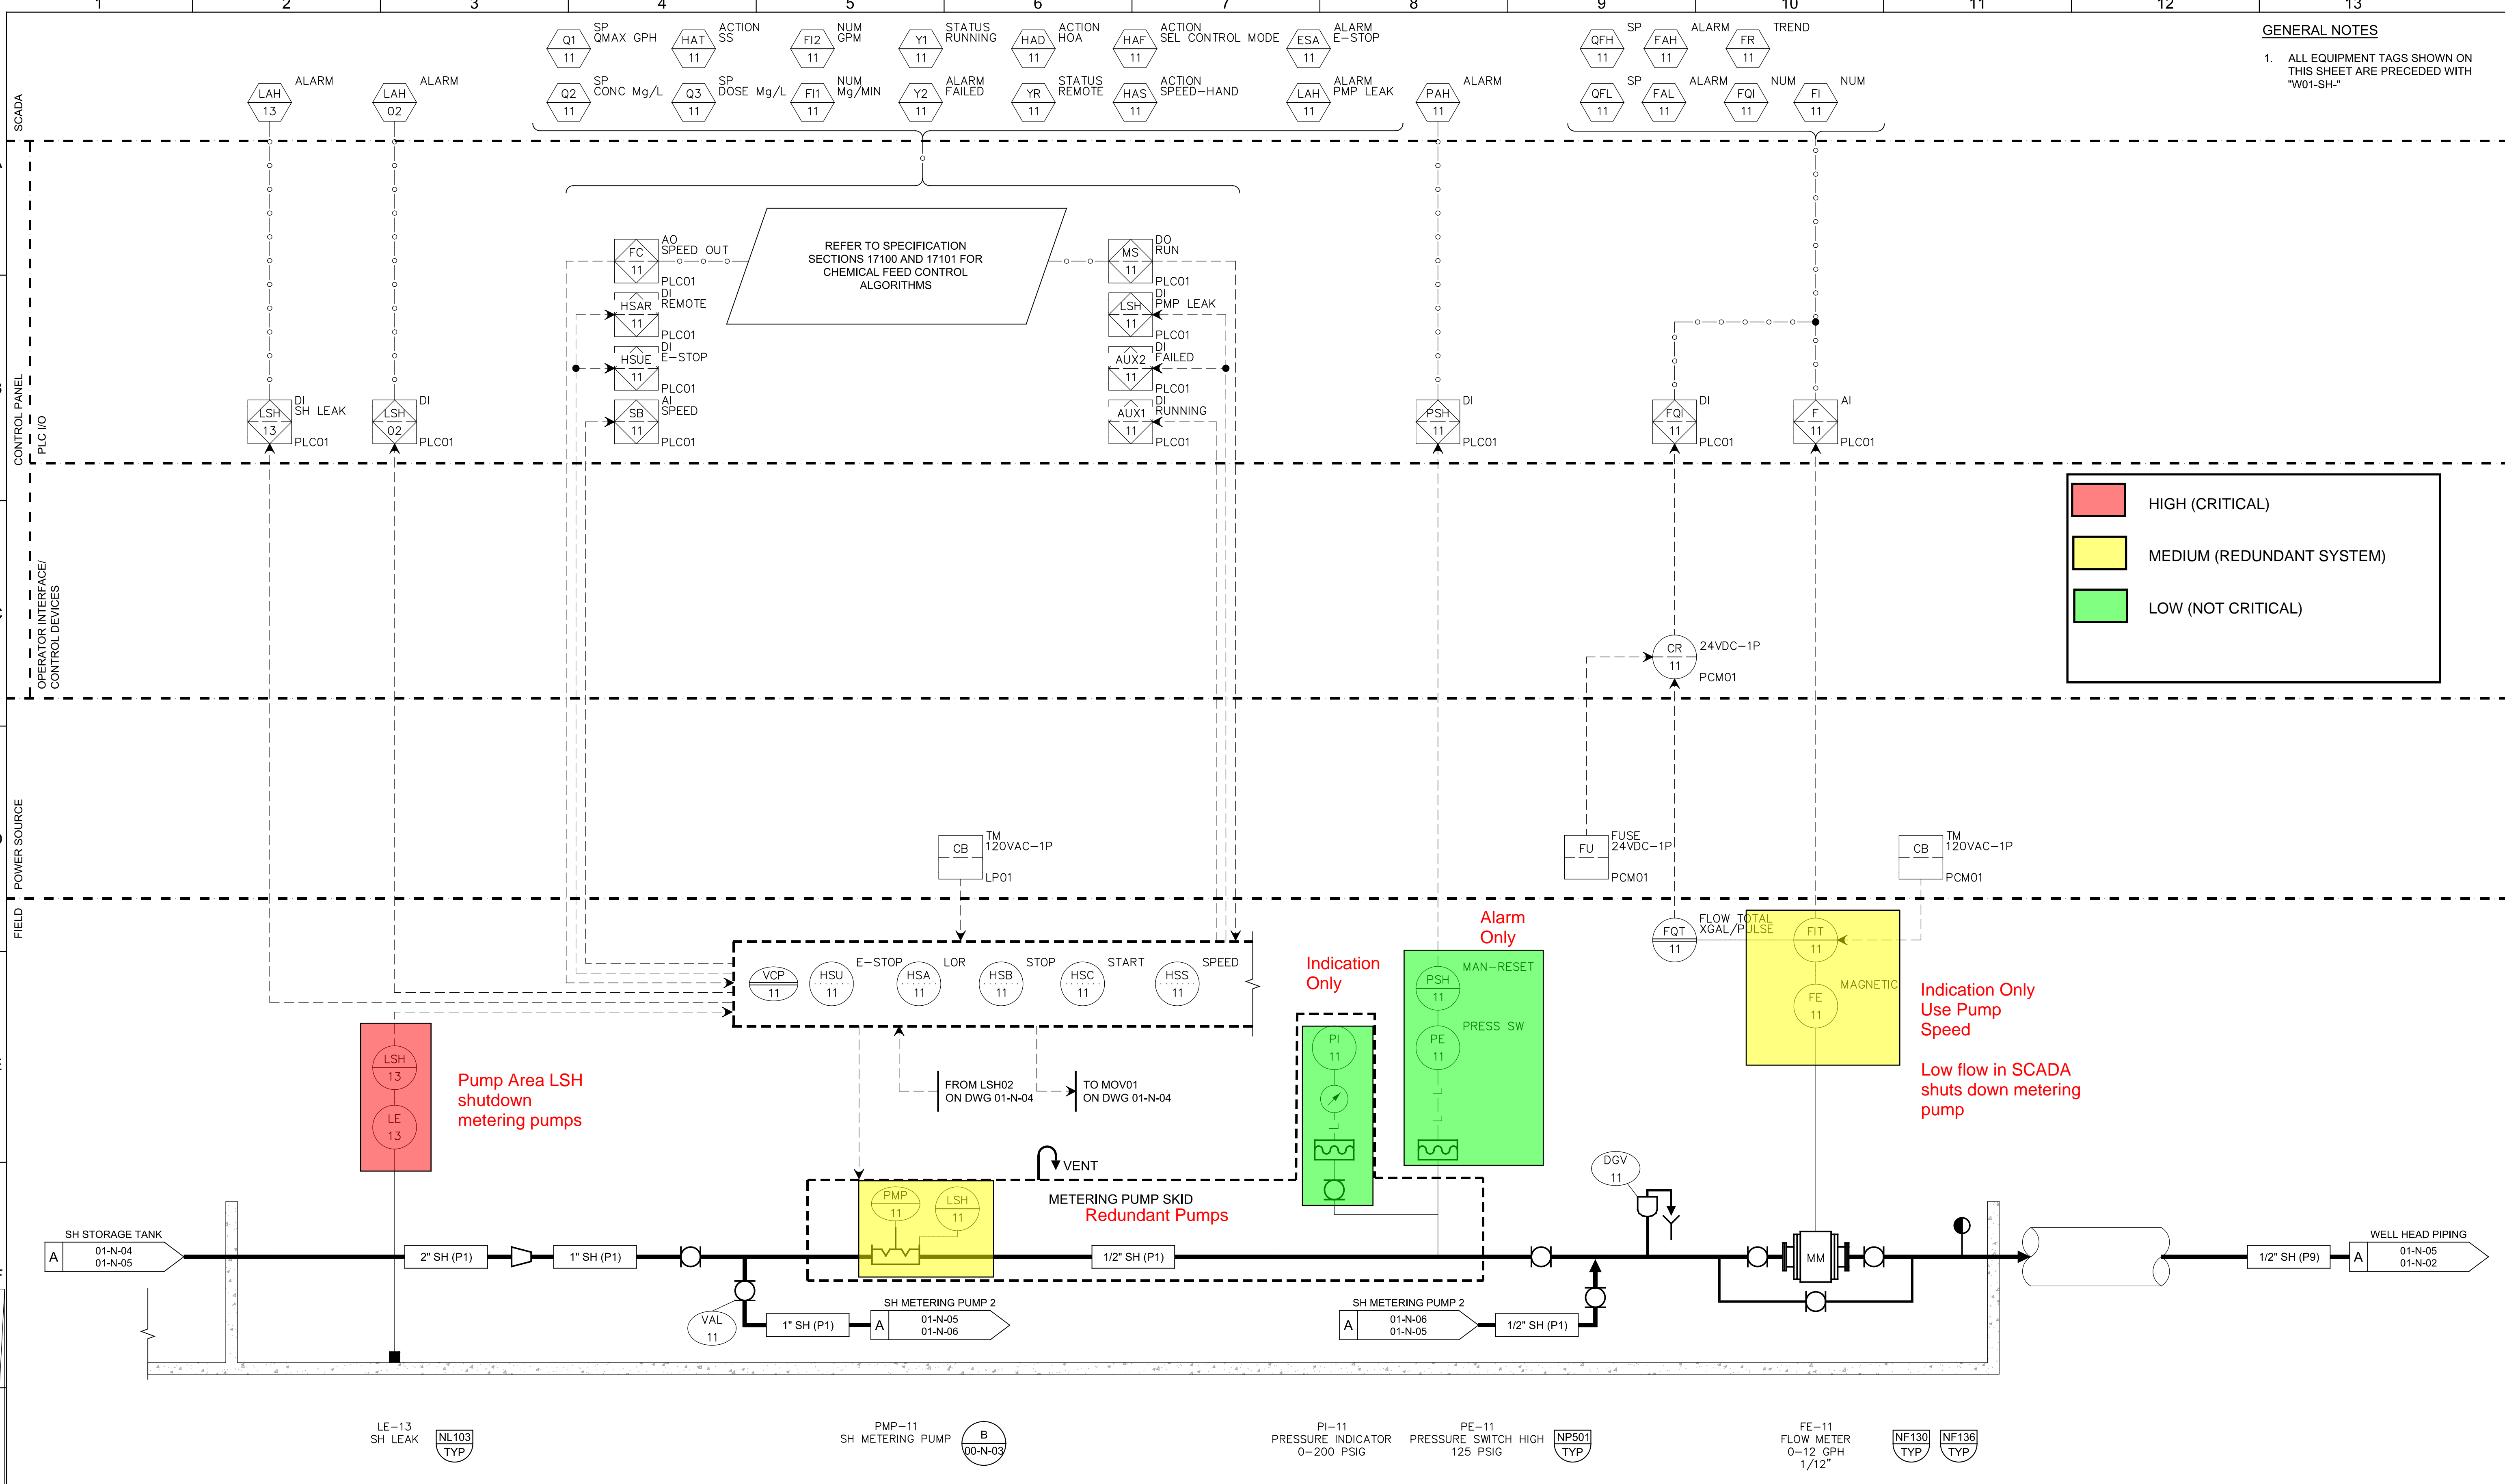 1 2 3 4 5 6 7 8 9 10 11 12 13
GENERAL NOTES
1. ALL EQUIPMENT TAGS SHOWN ON
THIS SHEET ARE PRECEDED WITH
"W01-SH-"
SCADA
LAH 13 ALARM
LAH 02 ALARM
Q1 11 SP QMAX GPH
HAT 11 ACTION SS
FI2 11 NUM GPM
Y1 11 STATUS RUNNING
HAD 11 ACTION HOA
HAF 11 ACTION SEL CONTROL MODE
ESA 11 ALARM E-STOP
Q2 11 SP CONC Mg/L
Q3 11 SP DOSE Mg/L
FI1 11 NUM Mg/MIN
Y2 11 ALARM FAILED
YR 11 STATUS REMOTE
HAS 11 ACTION SPEED-HAND
LAH 11 ALARM PMP LEAK
PAH 11 ALARM
QFH 11 SP
FAH 11 ALARM
FR 11 TREND
QFL 11 SP
FAL 11 ALARM
FQI 11 NUM
FI 11 NUM
CONTROL PANEL
PLC I/O
LSH 13 DI SH LEAK PLC01
LSH 02 DI PLC01
FC 11 AO SPEED OUT PLC01
HSAR 11 DI REMOTE PLC01
HSUE 11 DI E-STOP PLC01
SB 11 AI SPEED PLC01
REFER TO SPECIFICATION
SECTIONS 17100 AND 17101 FOR
CHEMICAL FEED CONTROL
ALGORITHMS
MS 11 DO RUN PLC01
LSH 11 DI PMP LEAK PLC01
AUX2 11 DI FAILED PLC01
AUX1 11 DI RUNNING PLC01
PSH 11 DI PLC01
FQI 11 DI PLC01
F 11 AI PLC01
HIGH (CRITICAL)
MEDIUM (REDUNDANT SYSTEM)
LOW (NOT CRITICAL)
OPERATOR INTERFACE/
CONTROL DEVICES
CR 11 24VDC-1P PCM01
POWER SOURCE
CB TM 120VAC-1P LP01
FU FUSE 24VDC-1P PCM01
CB TM 120VAC-1P PCM01
FIELD
VCP 11
HSU 11 E-STOP
HSA 11 LOR
HSB 11 STOP
HSC 11 START
HSS 11 SPEED
Indication
Only
Alarm
Only
PSH 11 MAN-RESET
PE 11 PRESS SW
PI 11
L
L
L
FQT 11 FLOW TOTAL XGAL/PULSE
FIT 11
FE 11 MAGNETIC
Indication Only
Use Pump
Speed
Low flow in SCADA
shuts down metering
pump
LSH 13
LE 13
Pump Area LSH
shutdown
metering pumps
FROM LSH02
ON DWG 01-N-04
TO MOV01
ON DWG 01-N-04
VENT
PMP 11
LSH 11
METERING PUMP SKID
Redundant Pumps
DGV 11
SH STORAGE TANK
A 01-N-04
01-N-05
2" SH (P1)
1" SH (P1)
1/2" SH (P1)
MM
1/2" SH (P9)
WELL HEAD PIPING
A 01-N-05
01-N-02
VAL 11
1" SH (P1)
SH METERING PUMP 2
A 01-N-05
01-N-06
SH METERING PUMP 2
A 01-N-06
01-N-05
1/2" SH (P1)
LE-13
SH LEAK
NL103
TYP
PMP-11
SH METERING PUMP
B
00-N-03
PI-11
PRESSURE INDICATOR
0-200 PSIG
PE-11
PRESSURE SWITCH HIGH
125 PSIG
NP501
TYP
FE-11
FLOW METER
0-12 GPH
1/12"
NF130
TYP
NF136
TYP